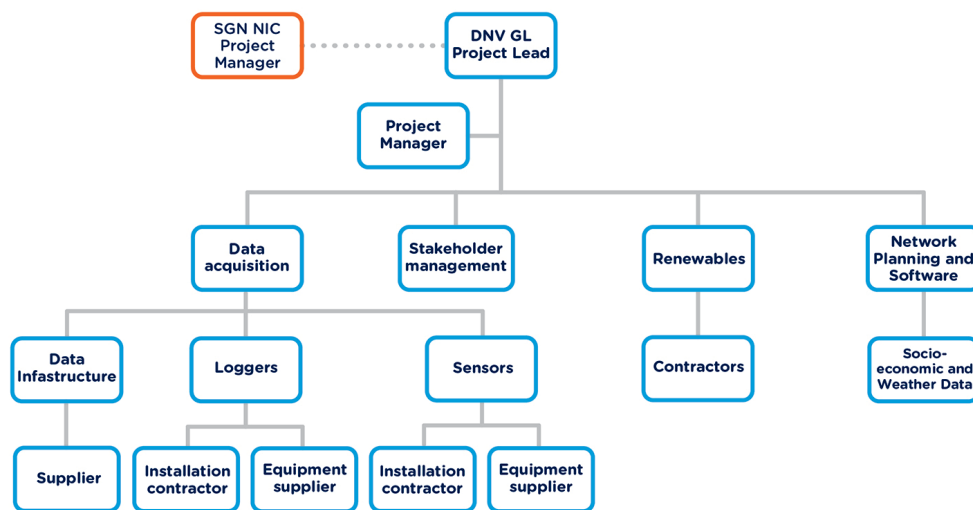 SGN NIC
Project
Manager
DNV GL
Project Lead
Project
Manager
Data
acquisition
Stakeholder
management
Renewables
Network
Planning and
Software
Data
Infastructure
Loggers
Sensors
Contractors
Socio-
economic and
Weather Data
Supplier
Installation
contractor
Equipment
supplier
Installation
contractor
Equipment
supplier